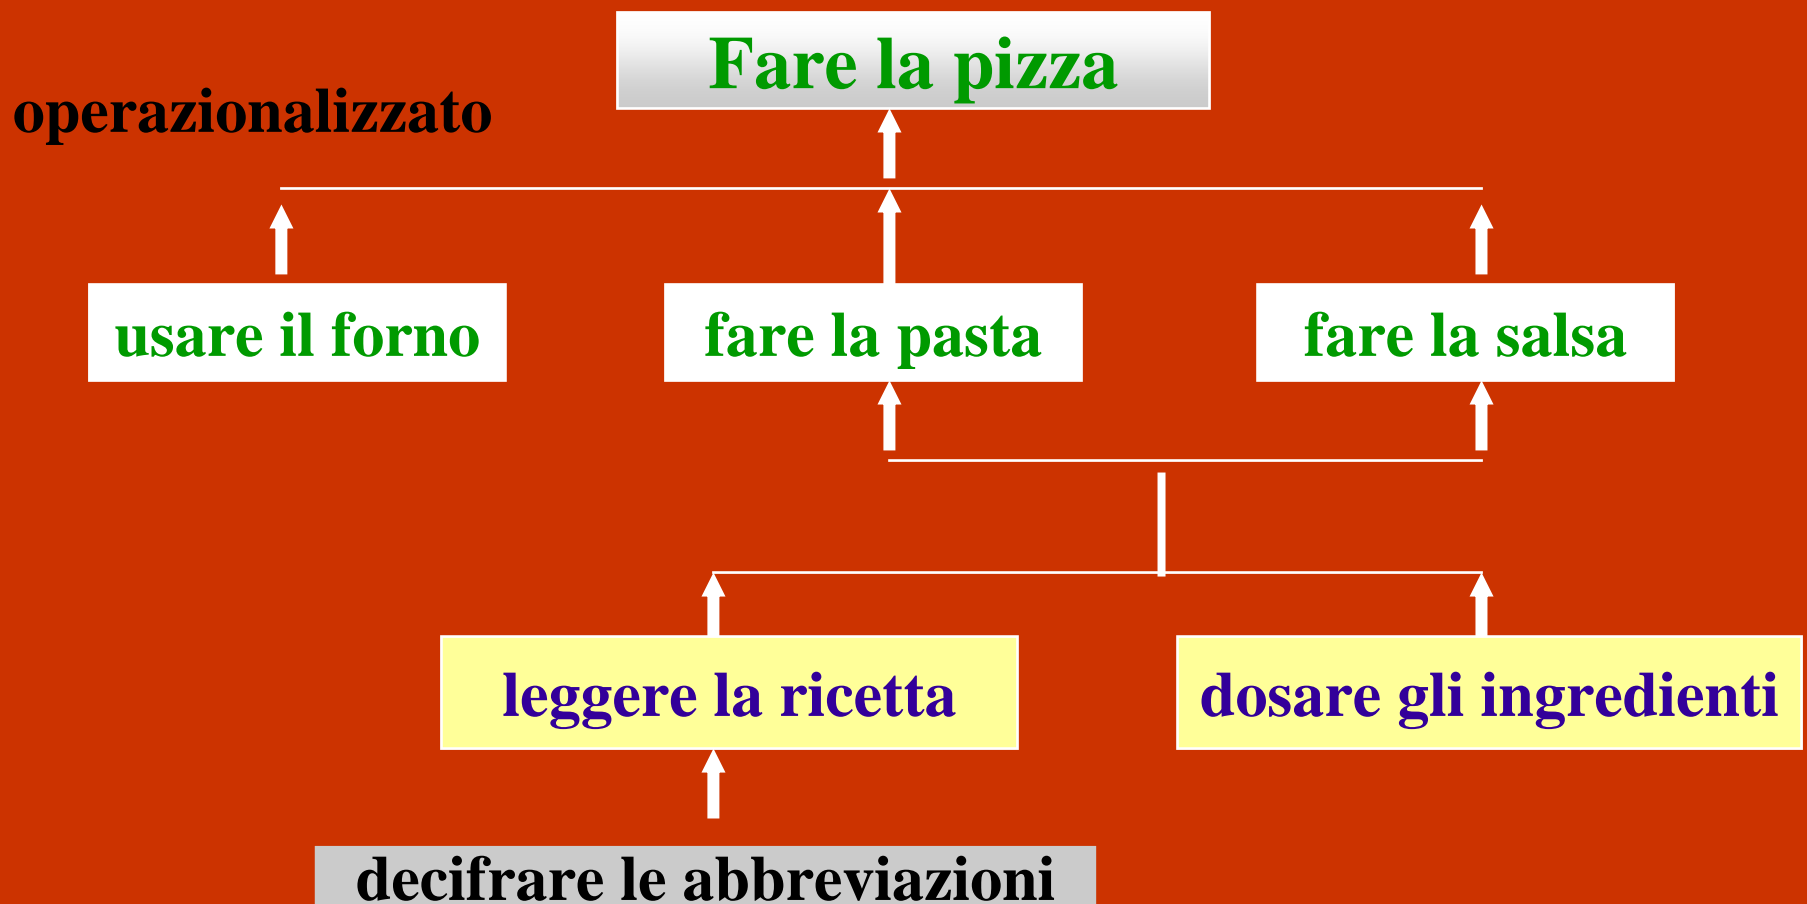 Fare la pizza
operazionalizzato
usare il forno
fare la pasta
fare la salsa
leggere la ricetta
dosare gli ingredienti
decifrare le abbreviazioni